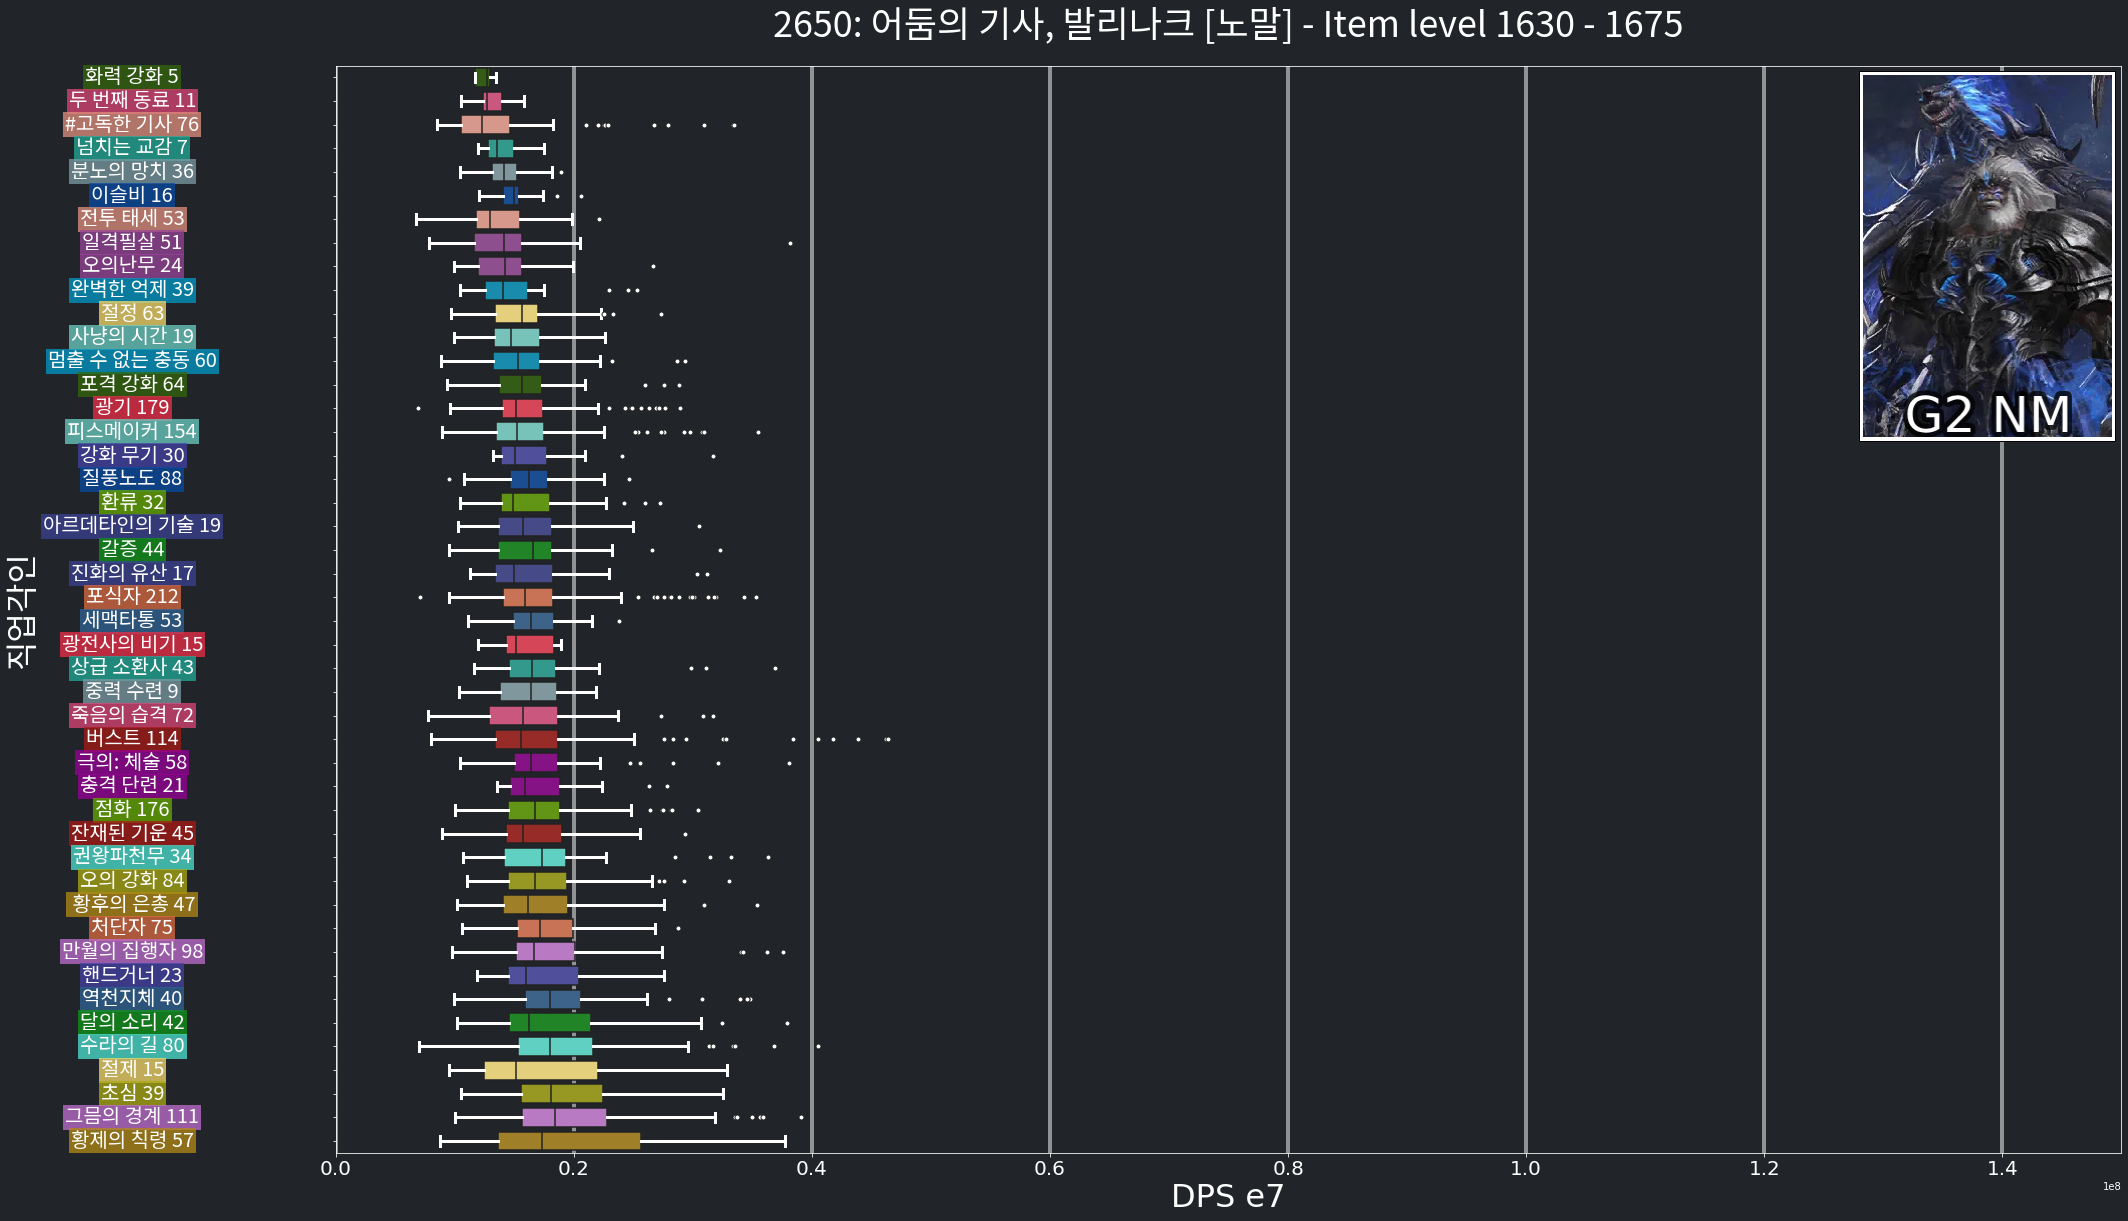 2650: 어둠의 기사, 발리나크 [노말] - Item level 1630 - 1675
화력 강화 5
두 번째 동료 11
#고독한 기사 76
넘치는 교감 7
분노의 망치 36
이슬비 16
전투 태세 53
일격필살 51
오의난무 24
완벽한 억제 39
절정 63
사냥의 시간 19
멈출 수 없는 충동 60
포격 강화 64
광기 179
피스메이커 154
강화 무기 30
질풍노도 88
환류 32
아르데타인의 기술 19
갈증 44
진화의 유산 17
포식자 212
세맥타통 53
광전사의 비기 15
상급 소환사 43
중력 수련 9
죽음의 습격 72
버스트 114
극의: 체술 58
충격 단련 21
점화 176
잔재된 기운 45
권왕파천무 34
오의 강화 84
황후의 은총 47
처단자 75
만월의 집행자 98
핸드거너 23
역천지체 40
달의 소리 42
수라의 길 80
절제 15
초심 39
그믐의 경계 111
황제의 칙령 57
직업각인
G2 NM
0.0 0.2 0.4 0.6 0.8 1.0 1.2 1.4
1e8
DPS e7